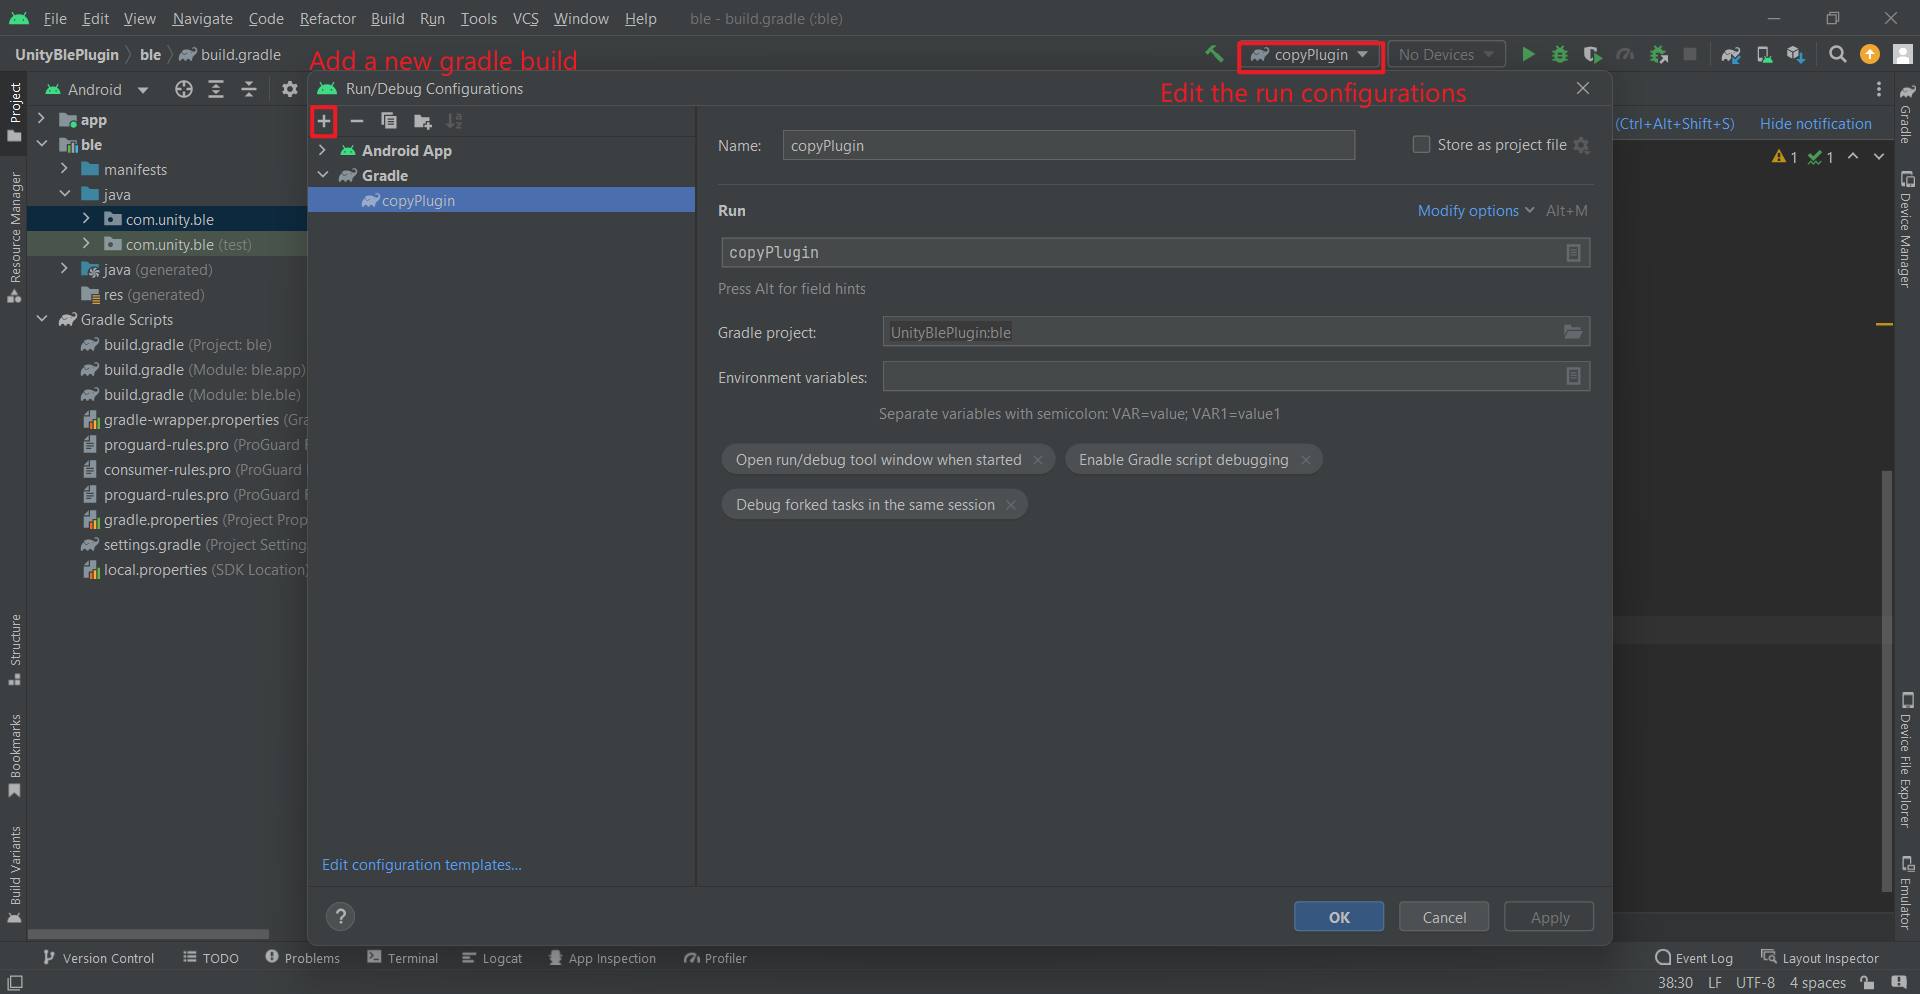 File Edit View Navigate Code Refactor Build Run Tools VCS Window Help ble - build.gradle (:ble)
UnityBlePlugin ble build.gradle
Add a new gradle build
copyPlugin No Devices
Project
Android
Run/Debug Configurations
Edit the run configurations
(Ctrl+Alt+Shift+S) Hide notification
Gradle
app
ble
manifests
java
com.unity.ble
com.unity.ble (test)
java (generated)
res (generated)
Gradle Scripts
build.gradle (Project: ble)
build.gradle (Module: ble.app)
build.gradle (Module: ble.ble)
gradle-wrapper.properties (Gra
proguard-rules.pro (ProGuard
consumer-rules.pro (ProGuard
proguard-rules.pro (ProGuard
gradle.properties (Project Prop
settings.gradle (Project Setting
local.properties (SDK Location)
Resource Manager
Structure
Bookmarks
Build Variants
Android App
Gradle
copyPlugin
Edit configuration templates...
Name: copyPlugin Store as project file
Run Modify options Alt+M
copyPlugin
Press Alt for field hints
Gradle project: UnityBlePlugin:ble
Environment variables:
Separate variables with semicolon: VAR=value; VAR1=value1
Open run/debug tool window when started Enable Gradle script debugging
Debug forked tasks in the same session
? OK Cancel Apply
1 1
Device Manager
Device File Explorer
Emulator
Version Control TODO Problems Terminal Logcat App Inspection Profiler Event Log Layout Inspector
38:30 LF UTF-8 4 spaces